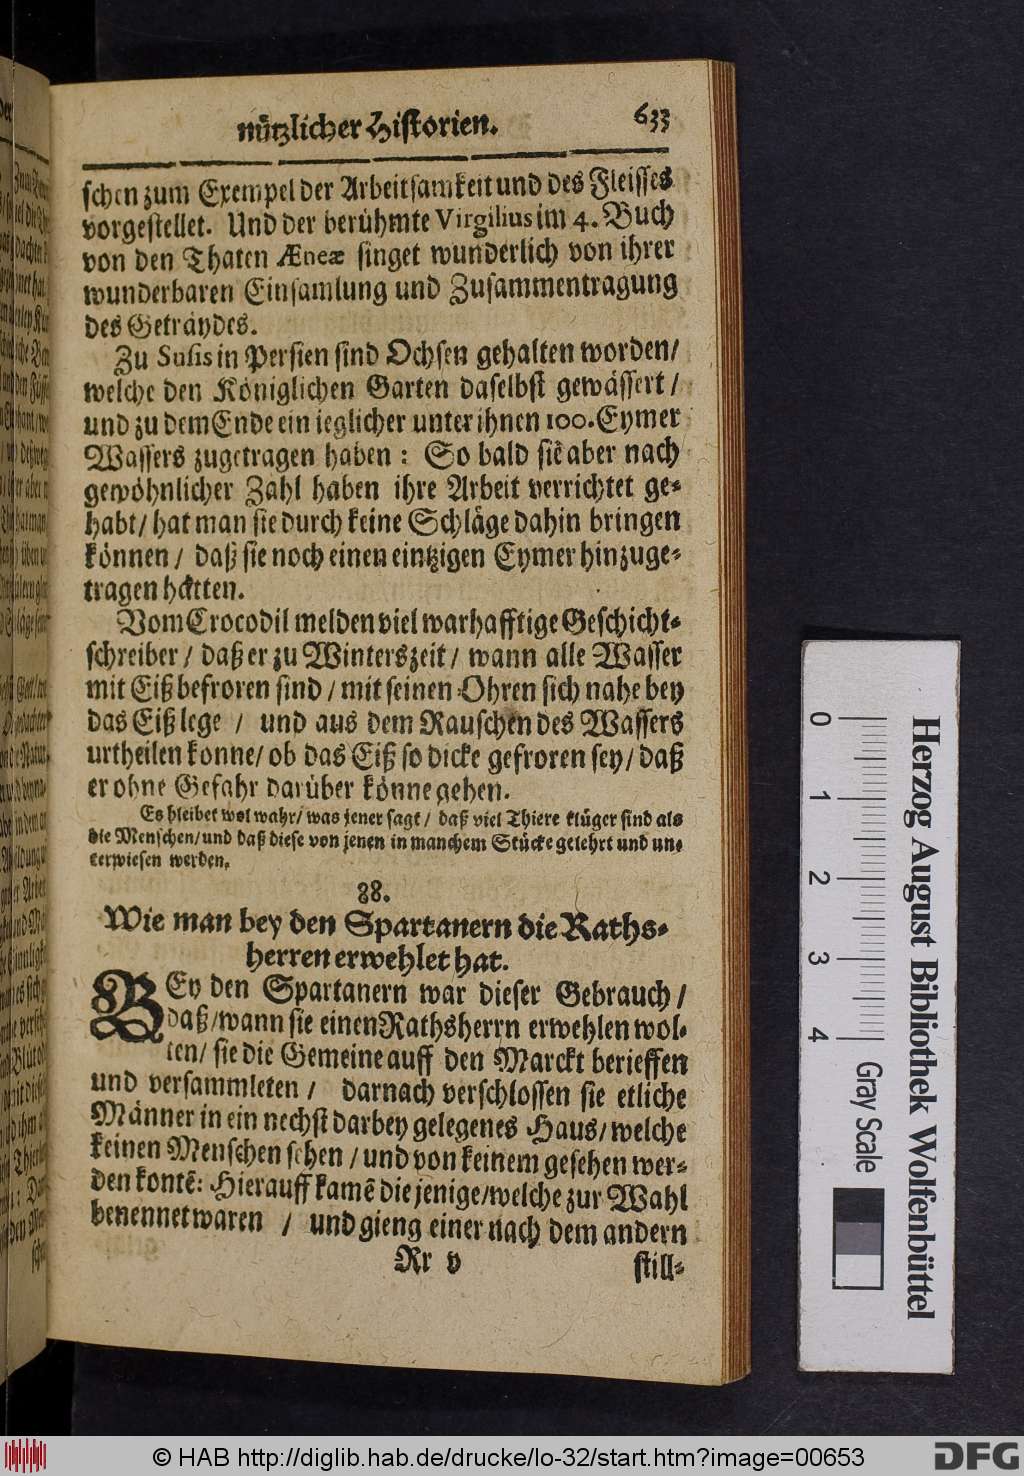 nützlicher Historien. 633
schen zum Exempel der Arbeitsamkeit und des Fleisses
vorgestellet. Und der berühmte Virgilius im 4. Buch
von den Thaten Æneæ singet wunderlich von ihrer
wunderbaren Einsamlung und Zusammentragung
des Geträydes.
Zu Susis in Persien sind Ochsen gehalten worden/
welche den Königlichen Garten daselbst gewässert/
und zu dem Ende ein ieglicher unter ihnen 100. Eymer
Wassers zugetragen haben: So bald sie aber nach
gewöhnlicher Zahl haben ihre Arbeit verrichtet ge-
habt/ hat man sie durch keine Schläge dahin bringen
können/ daß sie noch einen eintzigen Eymer hinzuge-
tragen hätten.
Vom Crocodil melden viel warhafftige Geschicht-
schreiber/ daß er zu Winterszeit/ wann alle Wasser
mit Eiß befroren sind/ mit seinen Ohren sich nahe bey
das Eiß lege/ und aus dem Rauschen des Wassers
urtheilen konne/ ob das Eiß so dicke gefroren sey/ daß
er ohne Gefahr darüber könne gehen.
Es bleibet wol wahr/ was jener sagt/ daß viel Thiere klüger sind als
die Menschen/ und daß diese von jenen in manchem Stücke gelehrt und un-
terwiesen werden.
38.
Wie man bey den Spartanern die Raths-
herren erwehlet hat.
BEy den Spartanern war dieser Gebrauch/
daß/ wann sie einen Rathsherrn erwehlen wol-
ten/ sie die Gemeine auff den Marckt berieffen
und versammleten/ darnach verschlossen sie etliche
Männer in ein nechst darbey gelegenes Haus/ welche
keinen Menschen sehen/ und von keinem gesehen wer-
den kontẽ: Hierauff kamẽ die jenige/ welche zur Wahl
benennet waren/ und gieng einer nach dem andern
Rr v still-
0 1 2 3 4 Gray Scale
Herzog August Bibliothek Wolfenbüttel
© HAB http://diglib.hab.de/drucke/lo-32/start.htm?image=00653
DFG